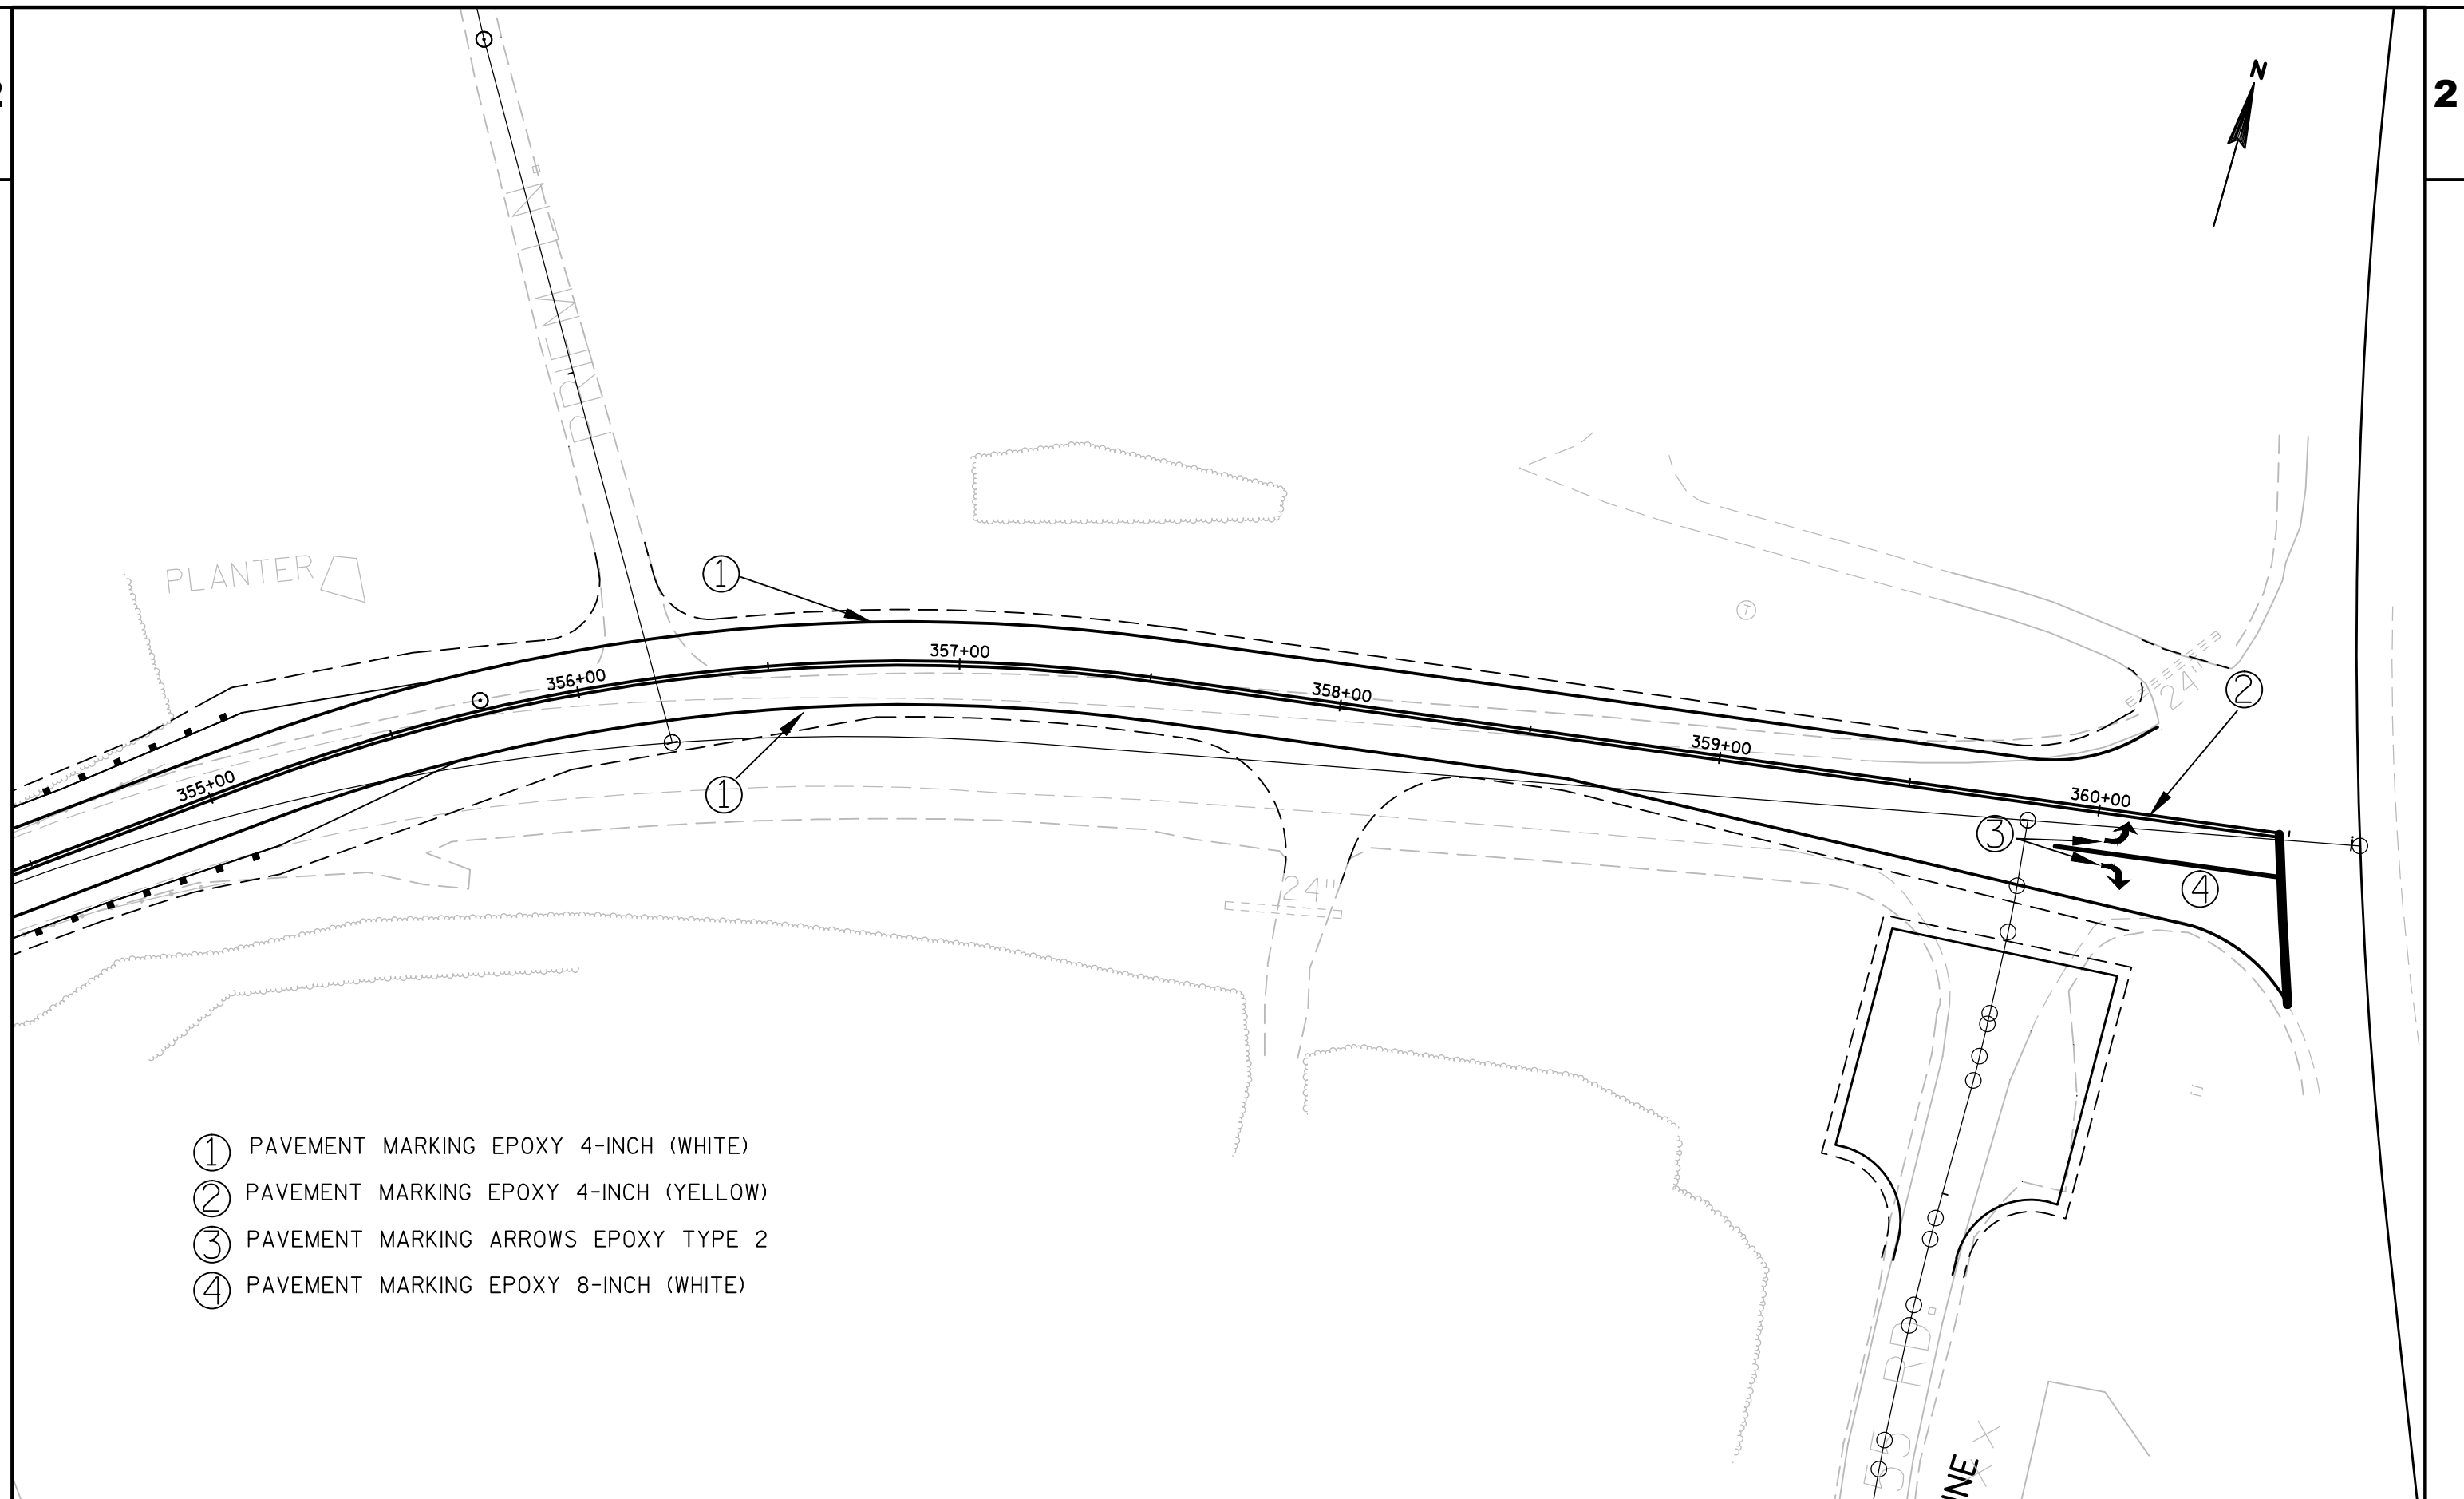 N
2
PLANTER
1
357+00
356+00
358+00
24"
2
359+00
355+00
1
360+00
3
4
24"
1 PAVEMENT MARKING EPOXY 4-INCH (WHITE)
2 PAVEMENT MARKING EPOXY 4-INCH (YELLOW)
3 PAVEMENT MARKING ARROWS EPOXY TYPE 2
4 PAVEMENT MARKING EPOXY 8-INCH (WHITE)
RD.